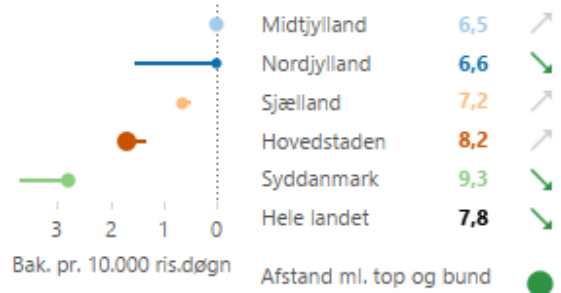 Midtjylland 6,5
Nordjylland 6,6
Sjælland 7,2
Hovedstaden 8,2
Syddanmark 9,3
Hele landet 7,8
3 2 1 0
Bak. pr. 10.000 ris.døgn
Afstand ml. top og bund